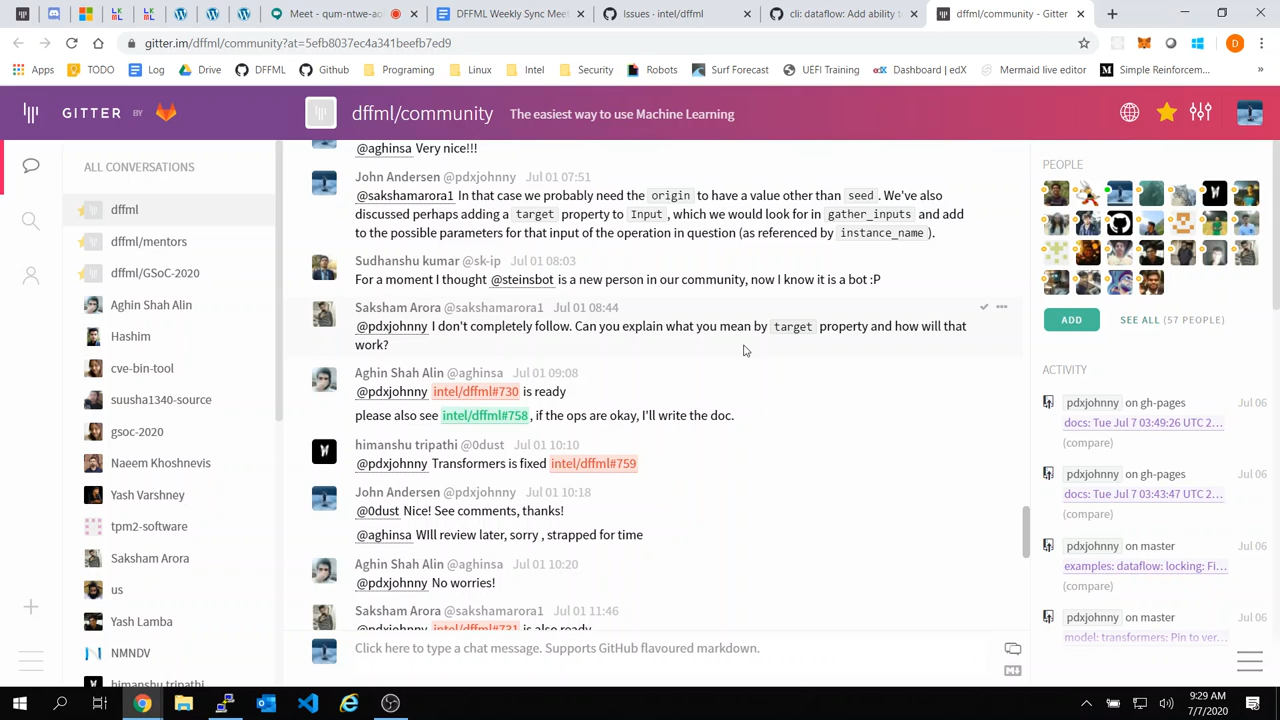 Meet - qum-ntwe-aol
DFFML Weekly Sync Meet
Issues · intel/dffml
cli: dataflow: Add ability t
dffml/community - Gitter
gitter.im/dffml/community?at=5efb8037ec4a341beefb7ed9
Apps
TODO
Log
Drive
DFFML
Github
Programing
Linux
Intel
Security
Robots
Surf Forecast
UEFI Training
Dashboard | edX
Mermaid live editor
Simple Reinforcem...
GITTER BY
dffml/community
The easiest way to use Machine Learning
ALL CONVERSATIONS
dffml
dffml/mentors
dffml/GSoC-2020
Aghin Shah Alin
Hashim
cve-bin-tool
suusha1340-source
gsoc-2020
Naeem Khoshnevis
Yash Varshney
tpm2-software
Saksham Arora
us
Yash Lamba
NMNDV
himanshu tripathi
@aghinsa Very nice!!!
John Andersen @pdxjohnny Jul 01 07:51
@sakshamarora1 In that case we probably need the origin to have a value other than seed. We've also
discussed perhaps adding a target property to Input, which we would look for in gather_inputs and add
to the possible parameters for that input of the operation in question (as referenced by instance_name).
Sudhanshu kumar @sk-ip Jul 01 08:03
For a moment I thought @steinsbot is a new person in our community, now I know it is a bot :P
Saksham Arora @sakshamarora1 Jul 01 08:44
@pdxjohnny I don't completely follow. Can you explain what you mean by target property and how will that
work?
Aghin Shah Alin @aghinsa Jul 01 09:08
@pdxjohnny intel/dffml#730 is ready
please also see intel/dffml#758, if the ops are okay, I'll write the doc.
himanshu tripathi @0dust Jul 01 10:10
@pdxjohnny Transformers is fixed intel/dffml#759
John Andersen @pdxjohnny Jul 01 10:18
@0dust Nice! See comments, thanks!
@aghinsa WIll review later, sorry , strapped for time
Aghin Shah Alin @aghinsa Jul 01 10:20
@pdxjohnny No worries!
Saksham Arora @sakshamarora1 Jul 01 11:46
@pdxjohnny intel/dffml#731 is also ready
Click here to type a chat message. Supports GitHub flavoured markdown.
PEOPLE
ADD
SEE ALL (57 PEOPLE)
ACTIVITY
pdxjohnny on gh-pages Jul 06
docs: Tue Jul 7 03:49:26 UTC 2...
(compare)
pdxjohnny on gh-pages Jul 06
docs: Tue Jul 7 03:43:47 UTC 2...
(compare)
pdxjohnny on master Jul 06
examples: dataflow: locking: Fi...
(compare)
pdxjohnny on master Jul 06
model: transformers: Pin to ver...
9:29 AM
7/7/2020